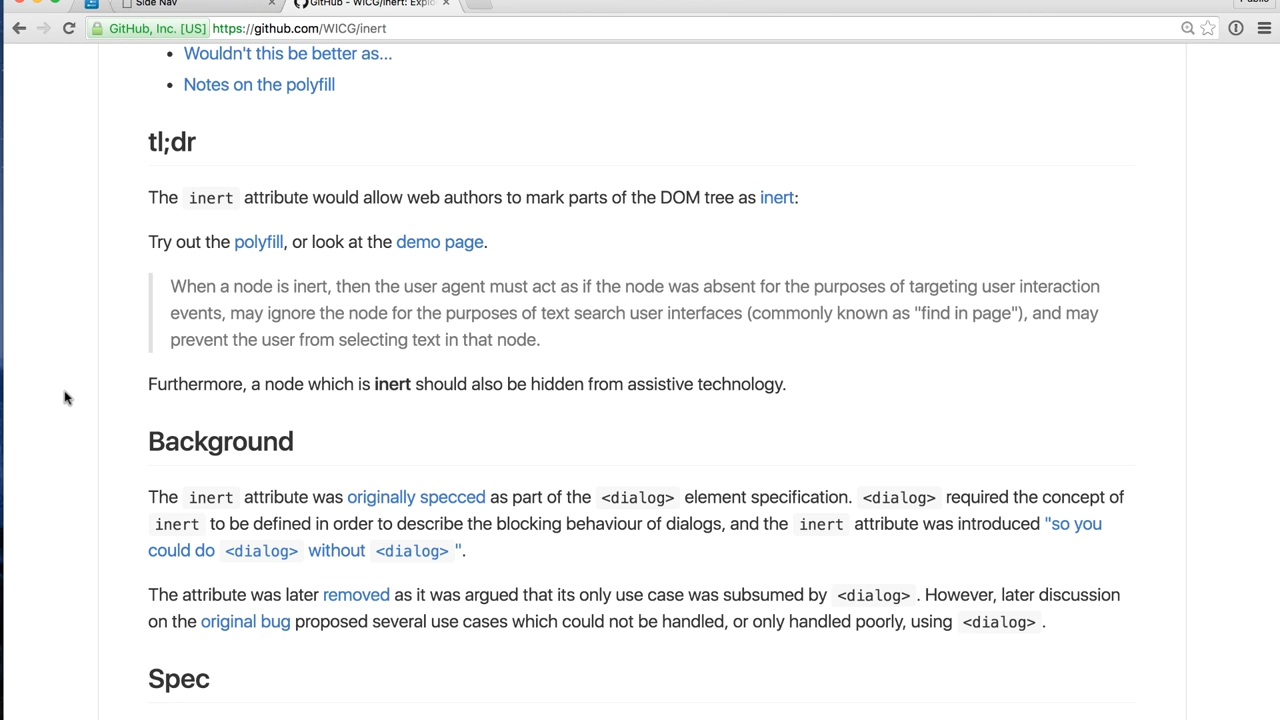 Side Nav
GitHub - WICG/inert: Explo
GitHub, Inc. [US] https://github.com/WICG/inert
Wouldn't this be better as...
Notes on the polyfill
tl;dr
The inert attribute would allow web authors to mark parts of the DOM tree as inert:
Try out the polyfill, or look at the demo page.
When a node is inert, then the user agent must act as if the node was absent for the purposes of targeting user interaction
events, may ignore the node for the purposes of text search user interfaces (commonly known as "find in page"), and may
prevent the user from selecting text in that node.
Furthermore, a node which is inert should also be hidden from assistive technology.
Background
The inert attribute was originally specced as part of the <dialog> element specification. <dialog> required the concept of
inert to be defined in order to describe the blocking behaviour of dialogs, and the inert attribute was introduced "so you
could do <dialog> without <dialog> ".
The attribute was later removed as it was argued that its only use case was subsumed by <dialog> . However, later discussion
on the original bug proposed several use cases which could not be handled, or only handled poorly, using <dialog> .
Spec